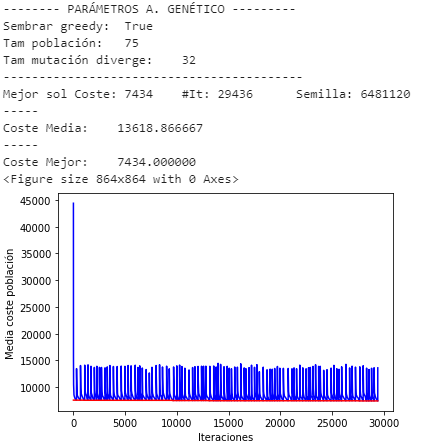 -------- PARÁMETROS A. GENÉTICO ---------
Sembrar greedy: True
Tam población: 75
Tam mutación diverge: 32
----------------------------------------
Mejor sol Coste: 7434 #It: 29436 Semilla: 6481120
-----
Coste Media: 13618.866667
-----
Coste Mejor: 7434.000000
<Figure size 864x864 with 0 Axes>
45000
40000
35000
30000
25000
20000
15000
10000
Media coste población
0 5000 10000 15000 20000 25000 30000
Iteraciones